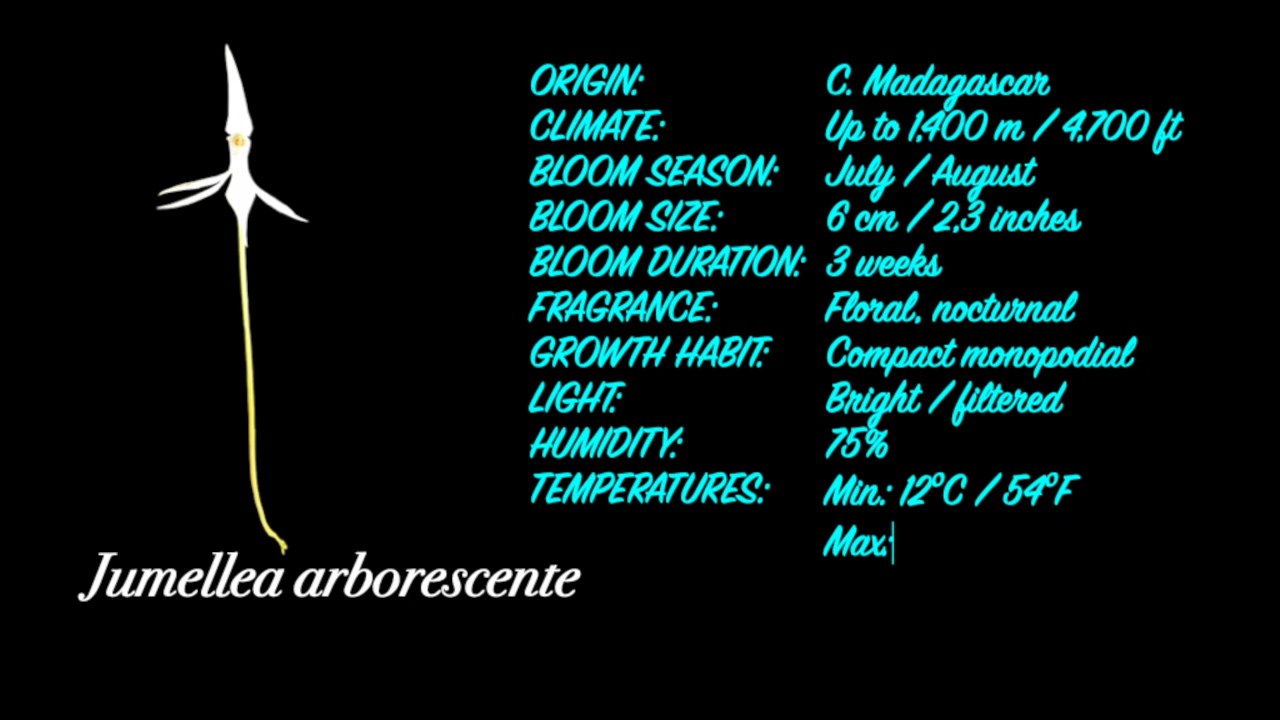 ORIGIN: C. Madagascar
CLIMATE: Up to 1,400 m / 4,700 ft
BLOOM SEASON: July / August
BLOOM SIZE: 6 cm / 2,3 inches
BLOOM DURATION: 3 weeks
FRAGRANCE: Floral, nocturnal
GROWTH HABIT: Compact monopodial
LIGHT: Bright / filtered
HUMIDITY: 75%
TEMPERATURES: Min.: 12ºC / 54ºF
Max.:
Jumellea arborescente